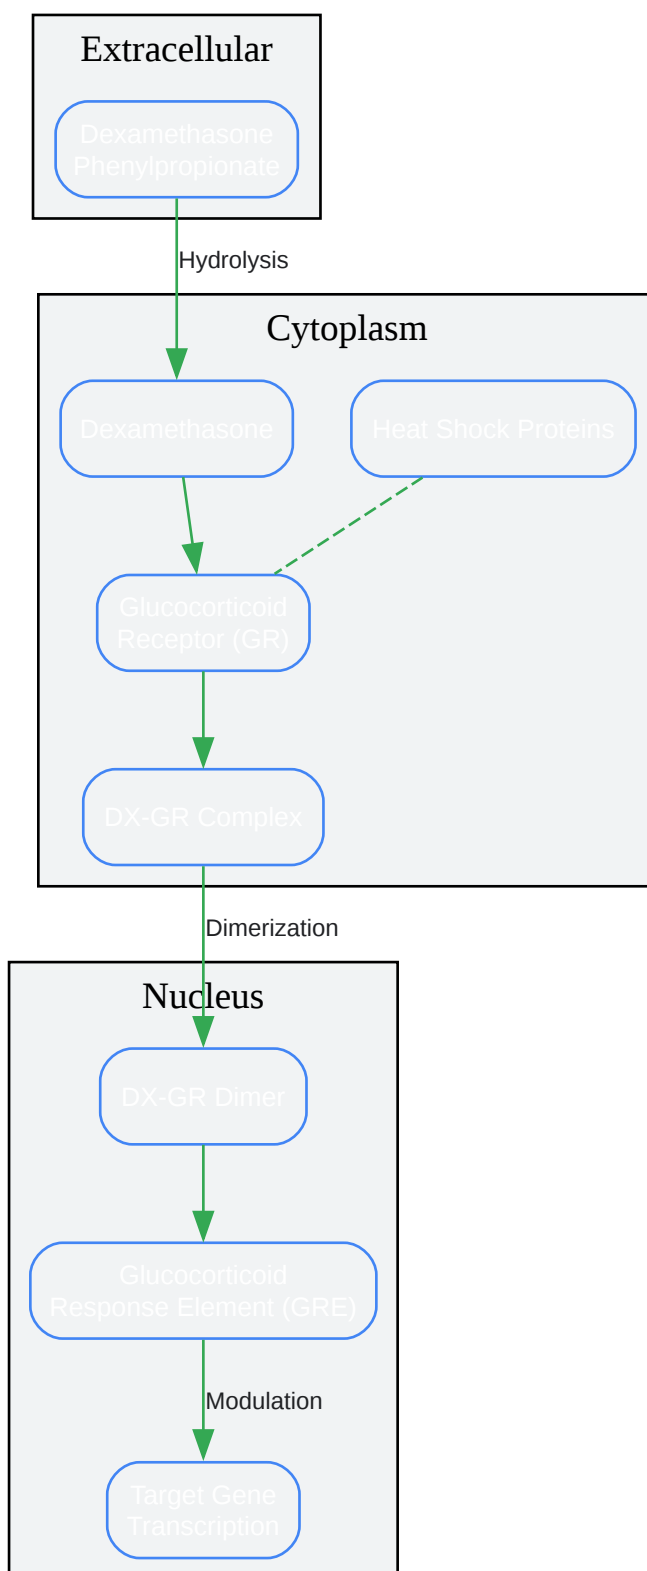 Extracellular
Dexamethasone
Phenylpropionate
Hydrolysis
Cytoplasm
Dexamethasone
Heat Shock Proteins
Glucocorticoid
Receptor (GR)
DX-GR Complex
Dimerization
Nucleus
DX-GR Dimer
Glucocorticoid
Response Element (GRE)
Modulation
Target Gene
Transcription